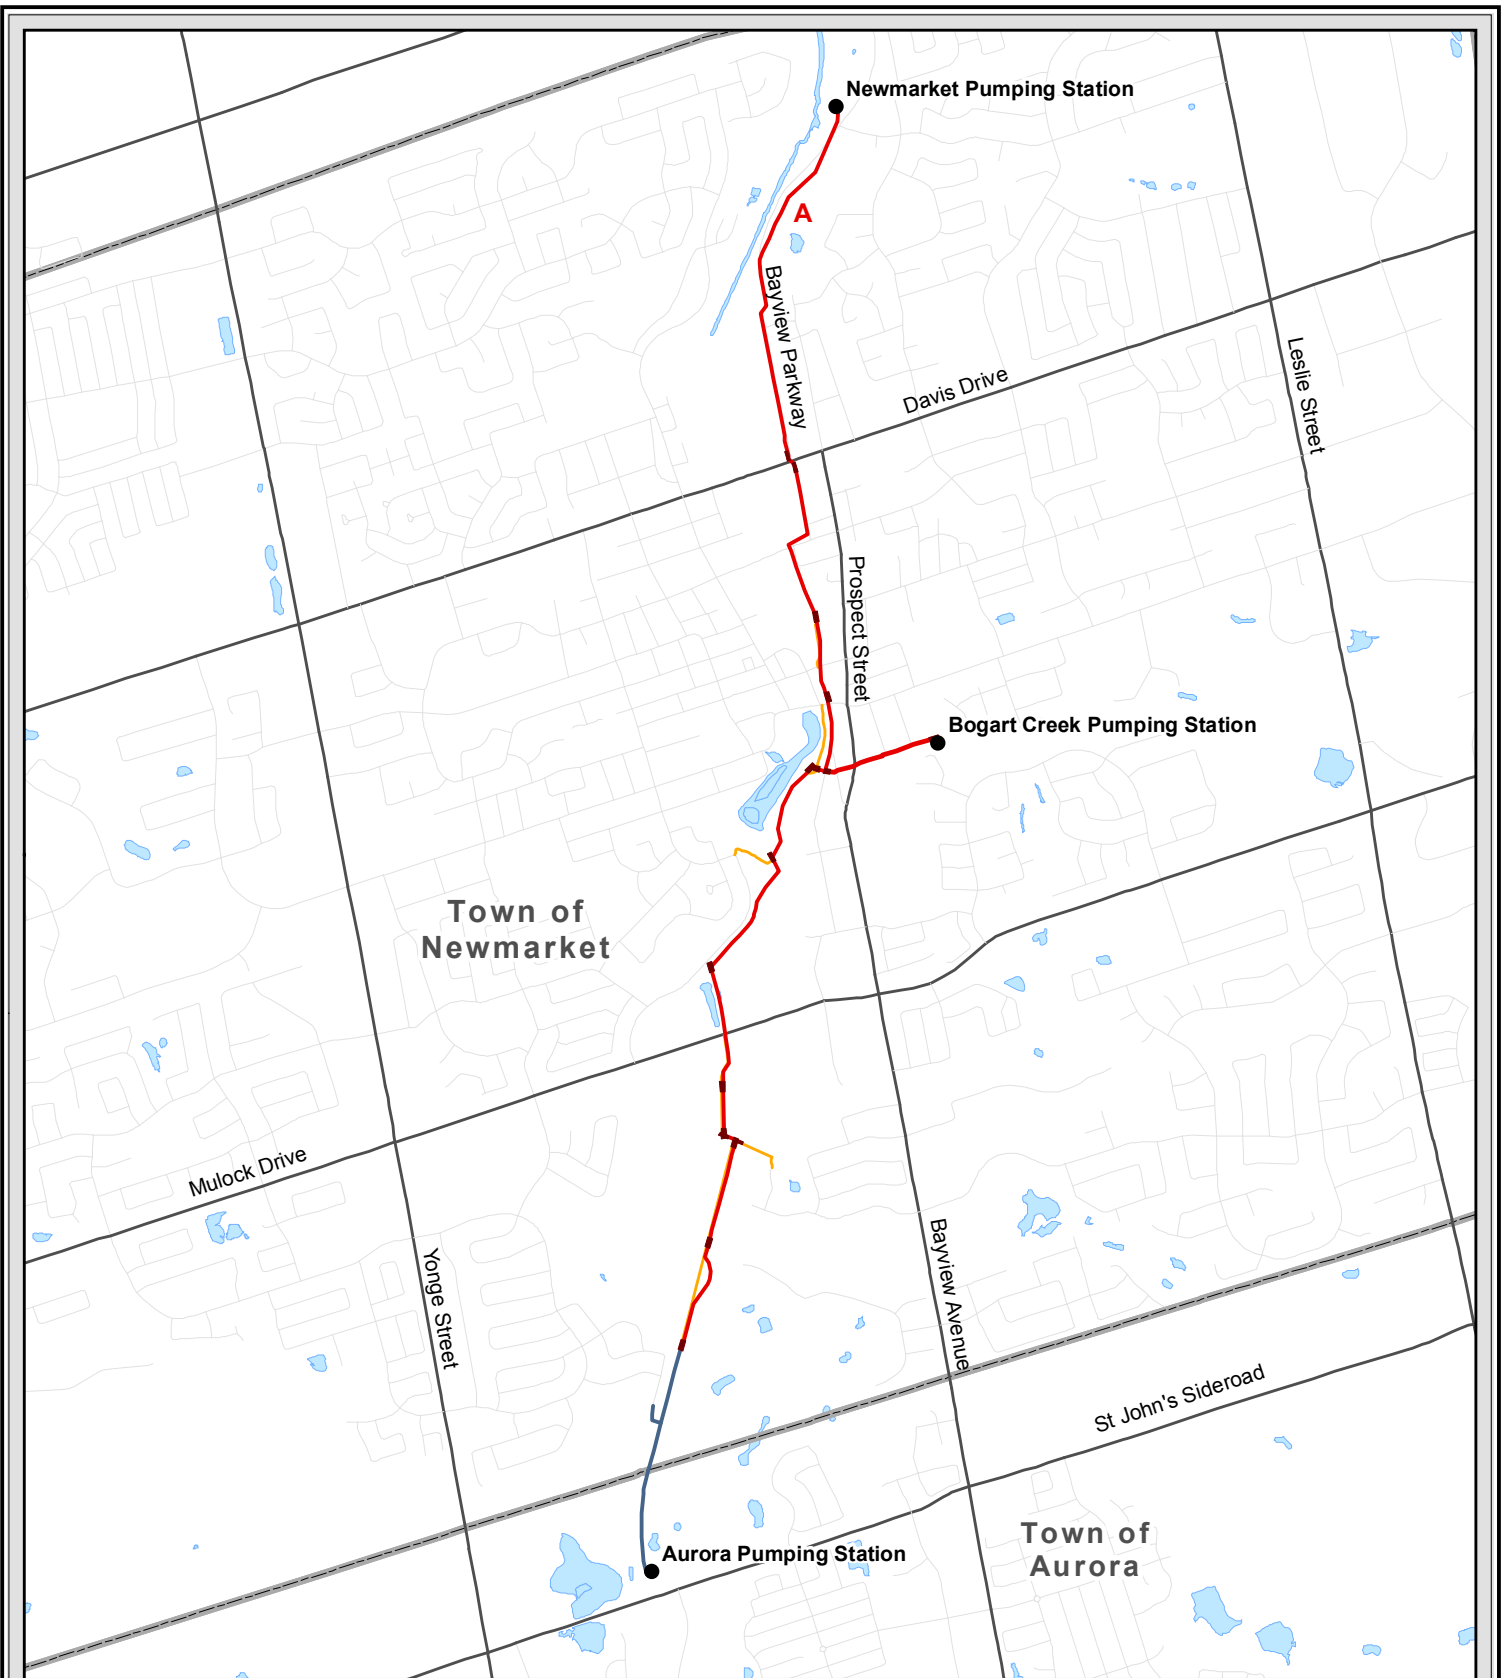 Newmarket Pumping Station
A
Bayview Parkway
Davis Drive
Leslie Street
Prospect Street
Bogart Creek Pumping Station
Town of
Newmarket
Mulock Drive
Yonge Street
Bayview Avenue
St John's Sideroad
Town of
Aurora
Aurora Pumping Station